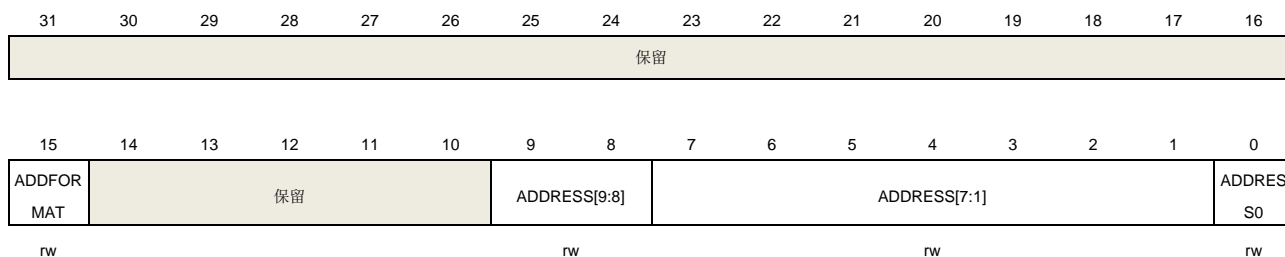 31 30 29 28 27 26 25 24 23 22 21 20 19 18 17 16
保留
15 14 13 12 11 10 9 8 7 6 5 4 3 2 1 0
ADDFOR
MAT
保留
ADDRESS[9:8]
ADDRESS[7:1]
ADDRES
S0
rw rw rw rw